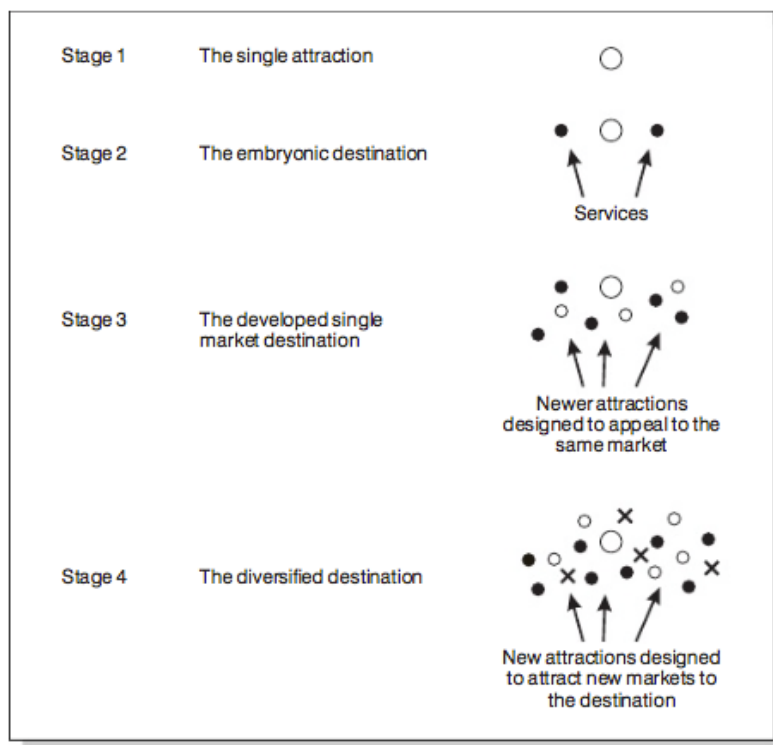 Stage 1 The single attraction
Stage 2 The embryonic destination
Services
Stage 3 The developed single
market destination
Newer attractions
designed to appeal to the
same market
Stage 4 The diversified destination
New attractions designed
to attract new markets to
the destination